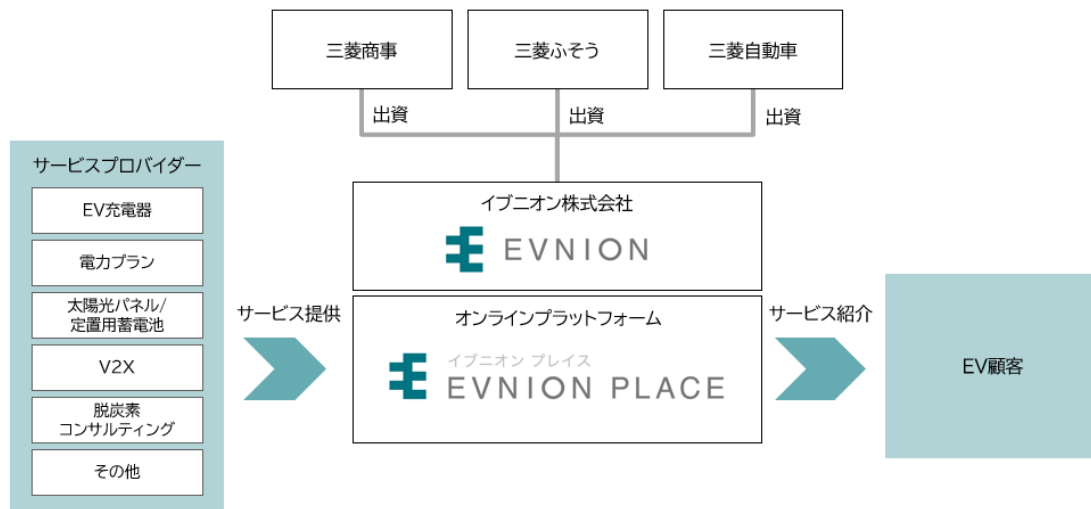 三菱商事
三菱ふそう
三菱自動車
出資
出資
出資
サービスプロバイダー
EV充電器
電力プラン
太陽光パネル/
定置用蓄電池
V2X
脱炭素
コンサルティング
その他
サービス提供
イブニオン株式会社
EVNION
オンラインプラットフォーム
イブニオン プレイス
EVNION PLACE
サービス紹介
EV顧客